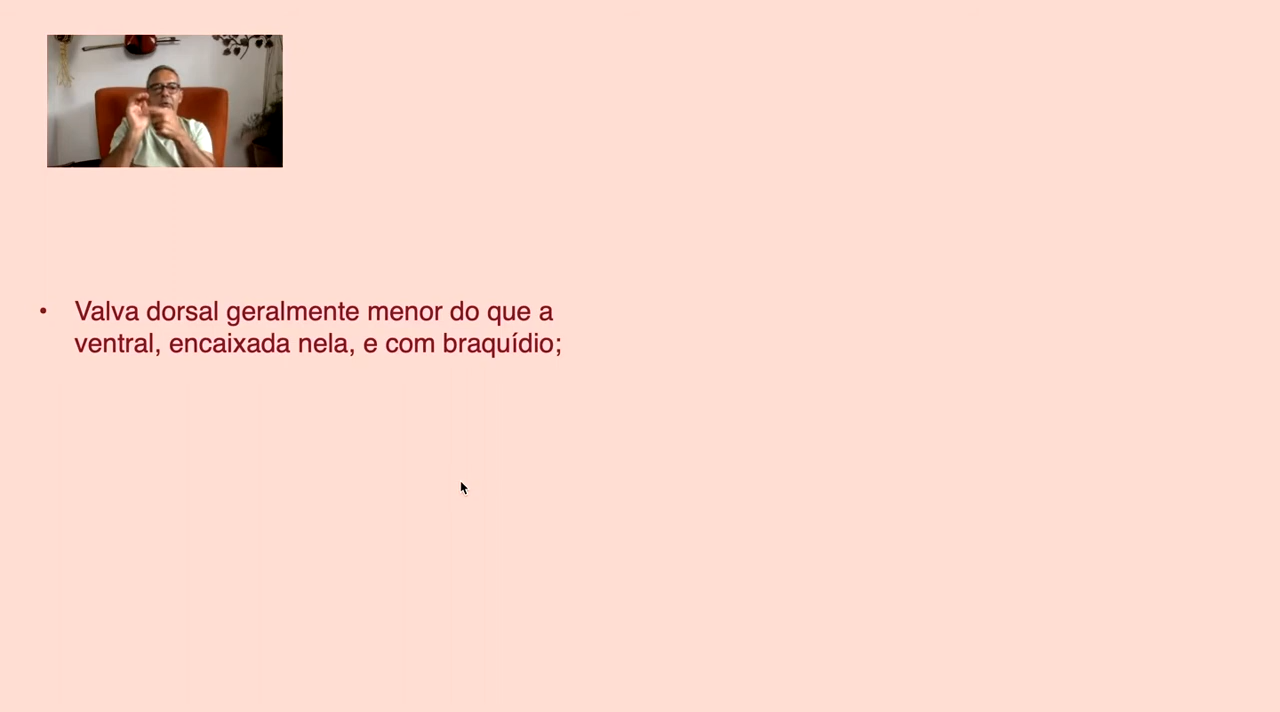 • Valva dorsal geralmente menor do que a
ventral, encaixada nela, e com braquídio;